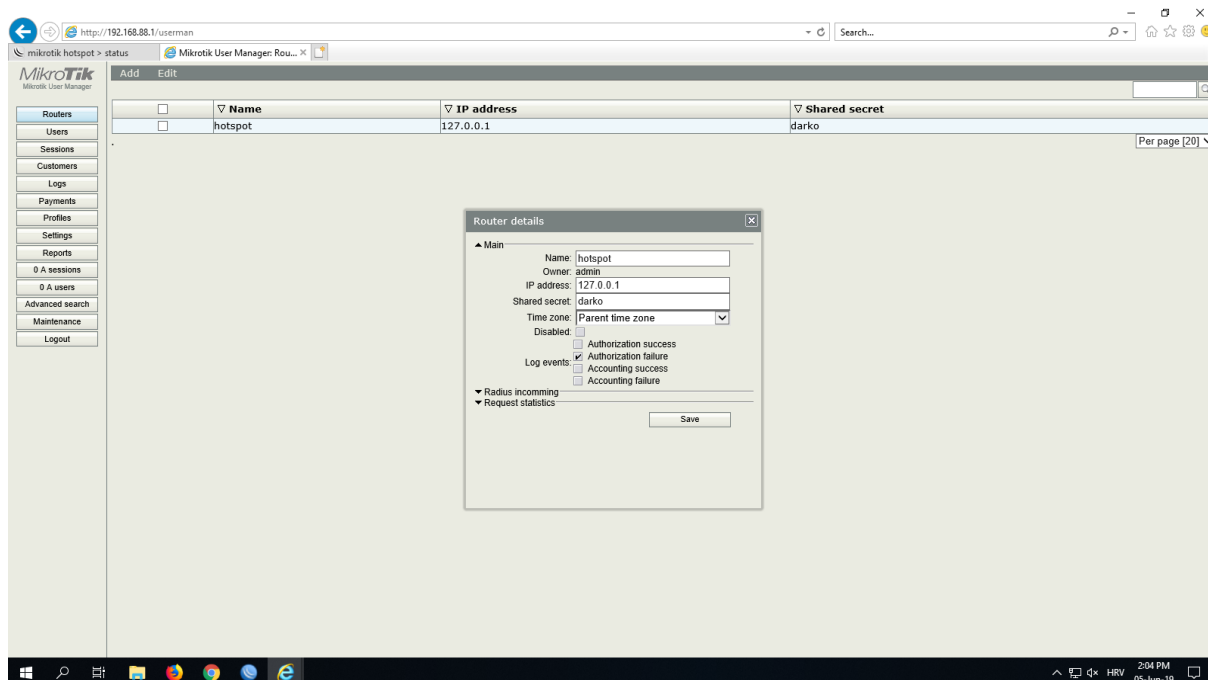 http://192.168.88.1/userman
Search...
mikrotik hotspot > status
Mikrotik User Manager: Rou...
MikroTik
Mikrotik User Manager
Add Edit
Name IP address Shared secret
hotspot 127.0.0.1 darko
Per page [20]
Routers
Users
Sessions
Customers
Logs
Payments
Profiles
Settings
Reports
0 A sessions
0 A users
Advanced search
Maintenance
Logout
Router details
Main
Name: hotspot
Owner: admin
IP address: 127.0.0.1
Shared secret: darko
Time zone: Parent time zone
Disabled:
Authorization success
Log events: Authorization failure
Accounting success
Accounting failure
Radius incomming
Request statistics
Save
HRV
2:04 PM
05-Jun-19